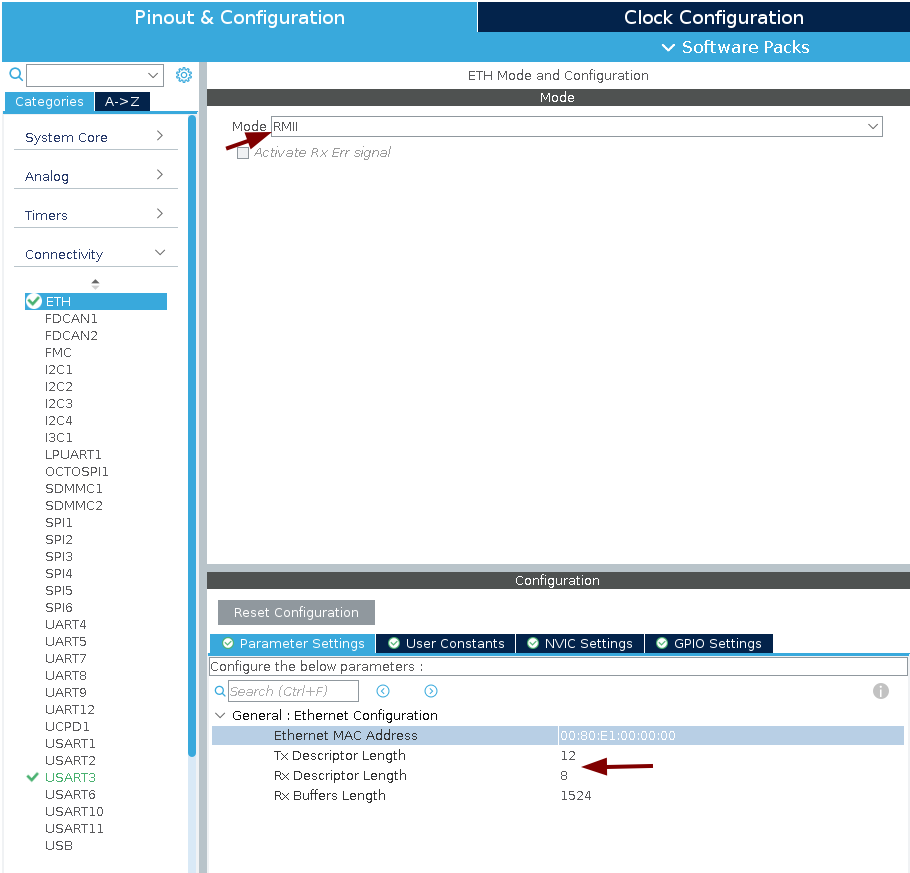 Pinout & Configuration
Clock Configuration
Software Packs
Categories
A->Z
System Core
Analog
Timers
Connectivity
ETH
FDCAN1
FDCAN2
FMC
I2C1
I2C2
I2C3
I2C4
I3C1
LPUART1
OCTOSPI1
SDMMC1
SDMMC2
SPI1
SPI2
SPI3
SPI4
SPI5
SPI6
UART4
UART5
UART7
UART8
UART9
UART12
UCPD1
USART1
USART2
USART3
USART6
USART10
USART11
USB
ETH Mode and Configuration
Mode
Mode RMII
Activate Rx Err signal
Configuration
Reset Configuration
Parameter Settings
User Constants
NVIC Settings
GPIO Settings
Configure the below parameters :
Search (Ctrl+F)
General : Ethernet Configuration
Ethernet MAC Address 00:80:E1:00:00:00
Tx Descriptor Length 12
Rx Descriptor Length 8
Rx Buffers Length 1524